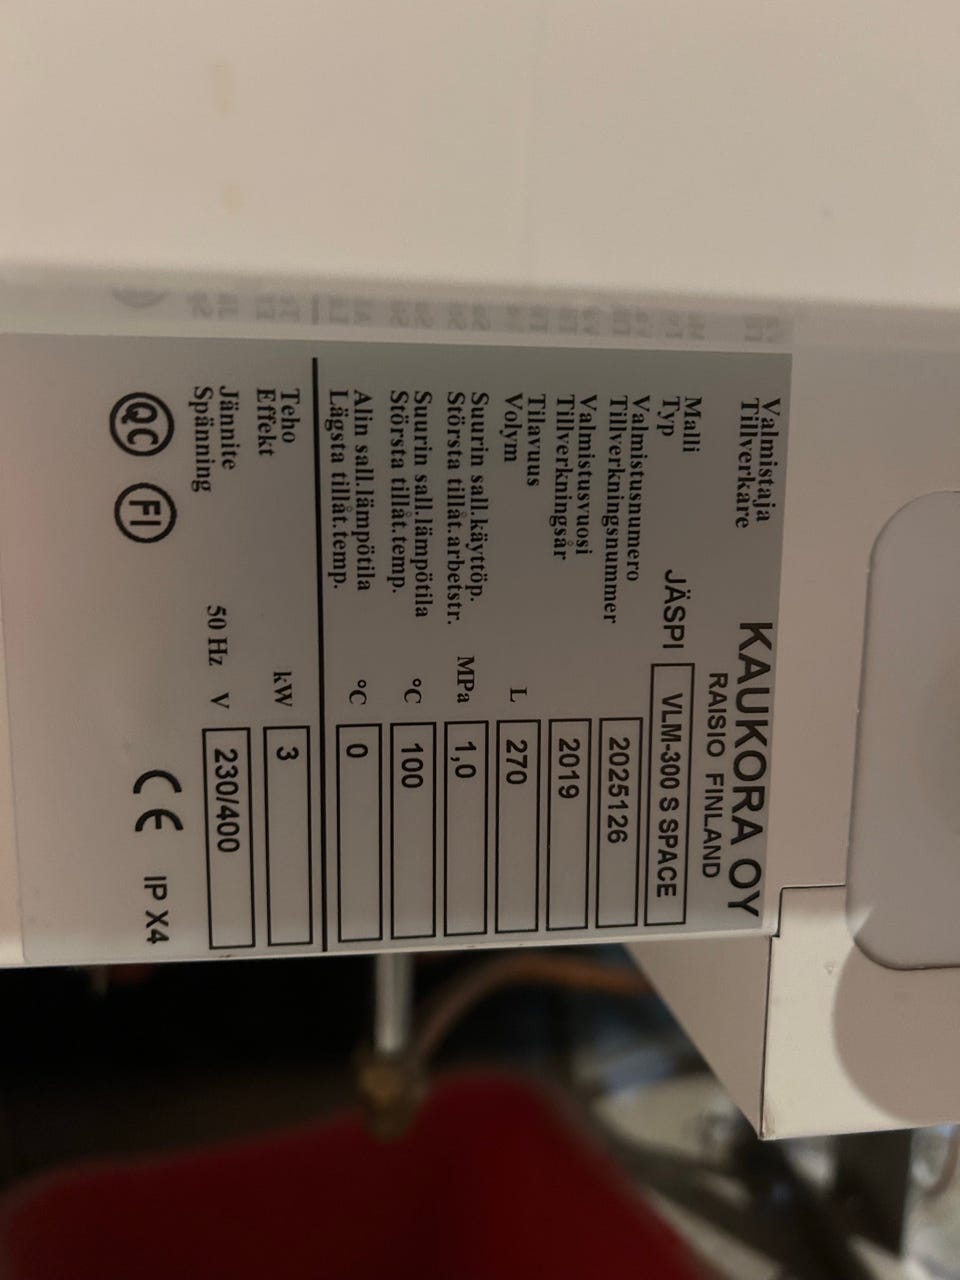 Valmistaja
Tillverkare
KAUKORA OY
RAISIO FINLAND
Malli
Typ
JÄSPI VLM-300 S SPACE
Valmistusnumero
Tillverkningsnummer
2025126
Valmistusvuosi
Tillverkningsår
2019
Tilavuus
Volym
L 270
Suurin sall.käyttöp.
Största tillåt.arbetstr.
MPa 1,0
Suurin sall.lämpötila
Största tillåt.temp.
°C 100
Alin sall.lämpötila
Lägsta tillåt.temp.
°C 0
Teho
Effekt
kW 3
Jännite
Spänning
50 Hz V 230/400
QC FI CE IP X4